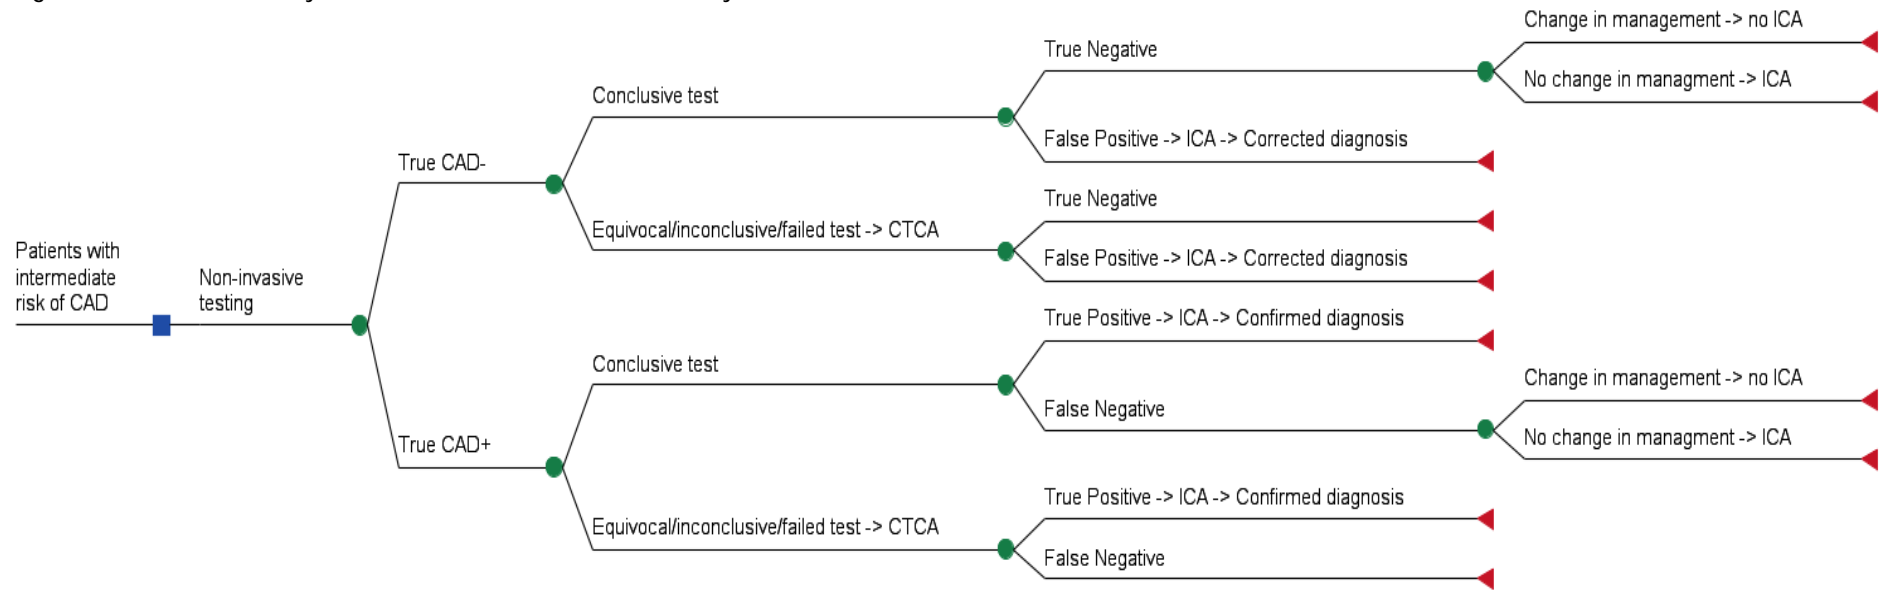 Change in management -> no ICA
True Negative
No change in managment -> ICA
Conclusive test
False Positive -> ICA -> Corrected diagnosis
True CAD-
True Negative
Equivocal/inconclusive/failed test -> CTCA
False Positive -> ICA -> Corrected diagnosis
Patients with
intermediate
risk of CAD
Non-invasive
testing
True Positive -> ICA -> Confirmed diagnosis
Conclusive test
Change in management -> no ICA
False Negative
No change in managment -> ICA
True CAD+
True Positive -> ICA -> Confirmed diagnosis
Equivocal/inconclusive/failed test -> CTCA
False Negative